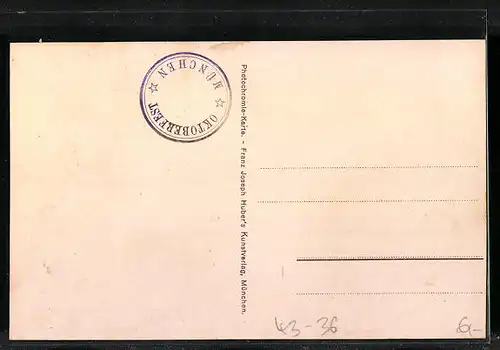 MÜNCHEN ☆ OKTOBERFEST ☆
Photochromie-Karte. - Franz Joseph Huber's Kunstverlag, München.
43-36
6,-